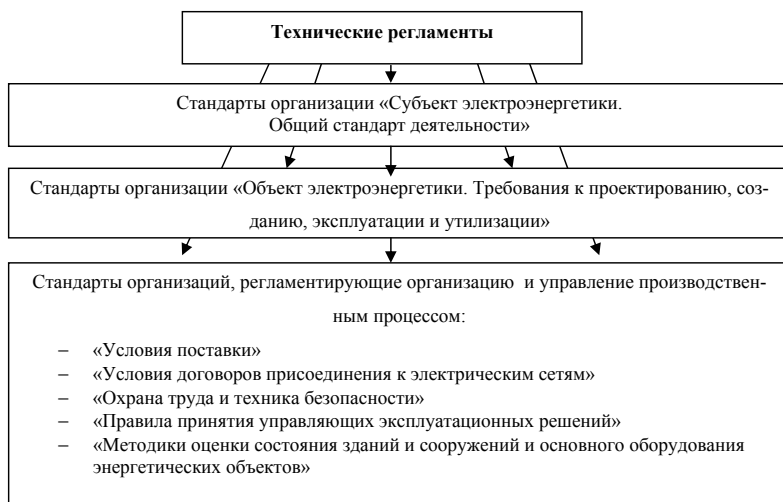 Технические регламенты
Стандарты организации «Субъект электроэнергетики.
Общий стандарт деятельности»
Стандарты организации «Объект электроэнергетики. Требования к проектированию, соз-
данию, эксплуатации и утилизации»
Стандарты организаций, регламентирующие организацию и управление производствен-
ным процессом:
– «Условия поставки»
– «Условия договоров присоединения к электрическим сетям»
– «Охрана труда и техника безопасности»
– «Правила принятия управляющих эксплуатационных решений»
– «Методики оценки состояния зданий и сооружений и основного оборудования
энергетических объектов»